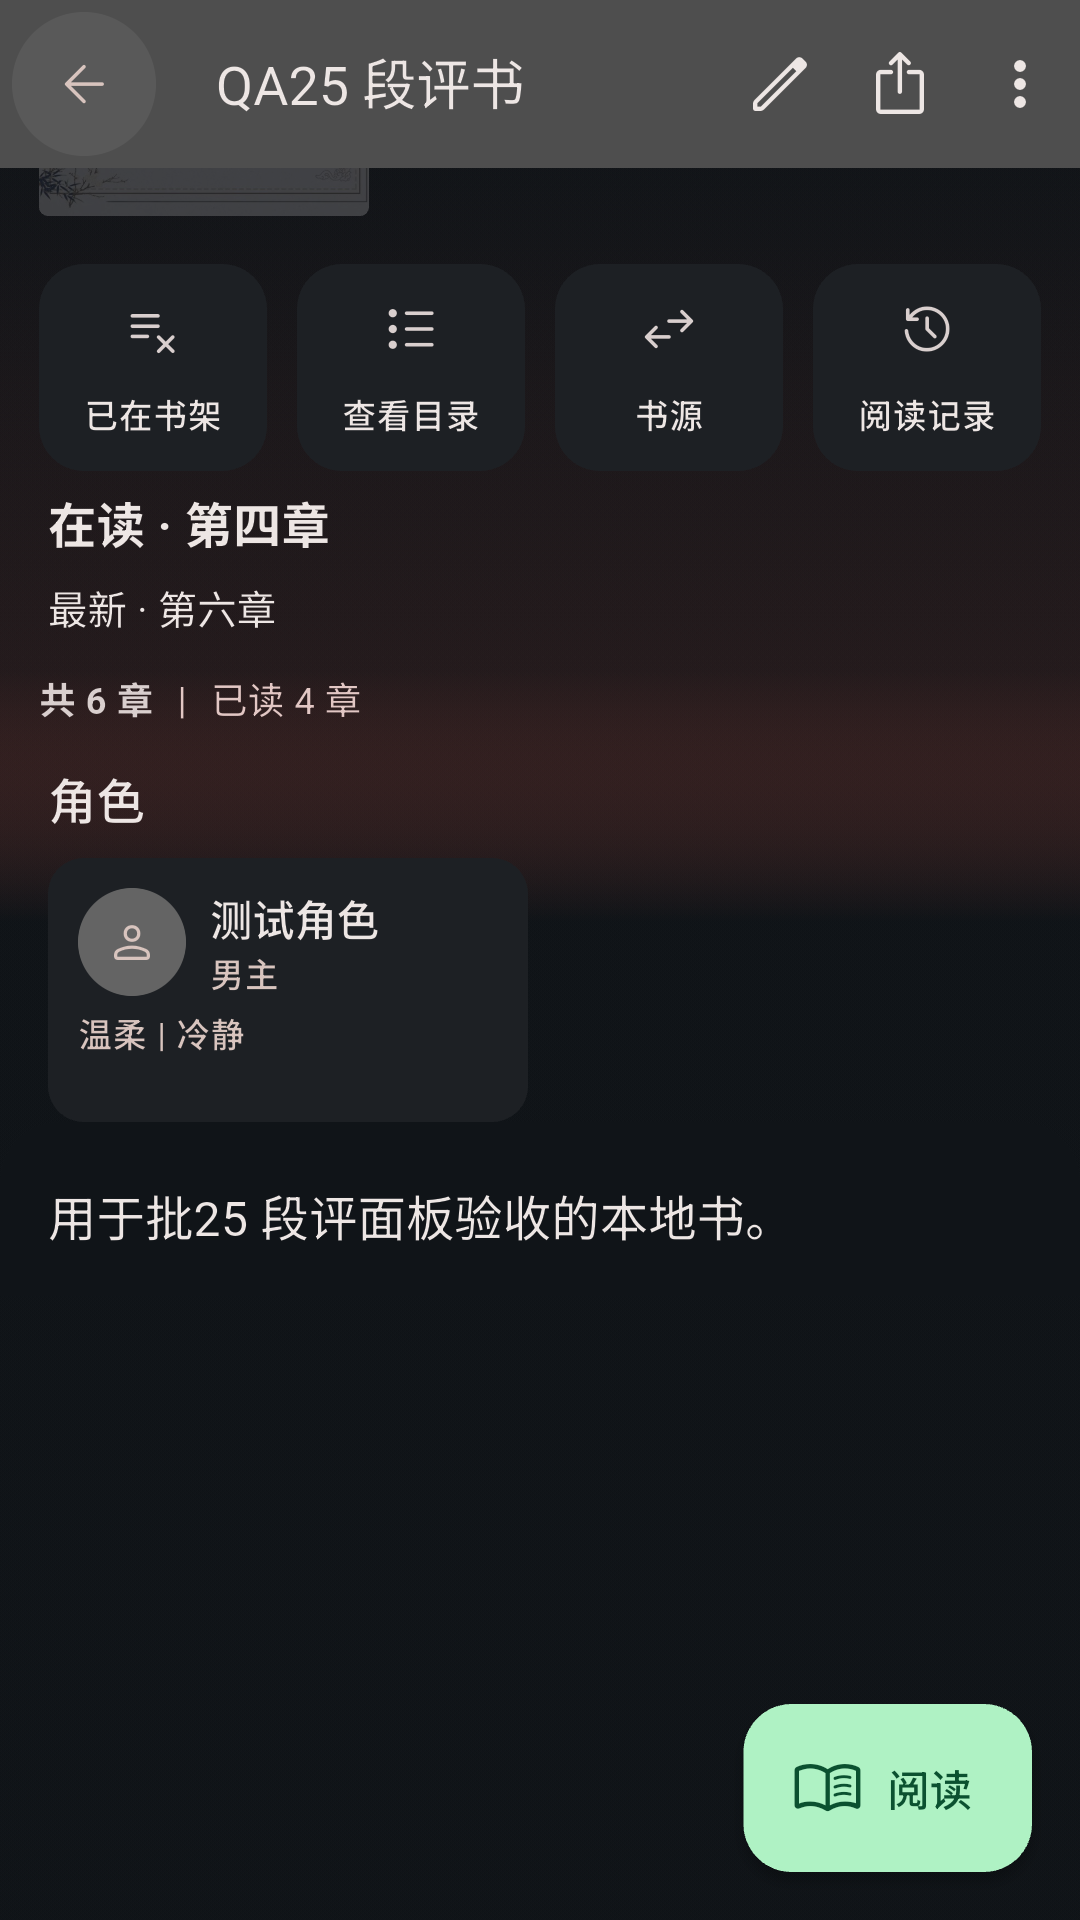 QA25 段评书
已在书架 查看目录 书源 阅读记录
在读 · 第四章
最新 · 第六章
共 6 章 | 已读 4 章
角色
测试角色
男主
温柔 | 冷静
用于批25 段评面板验收的本地书。
阅读